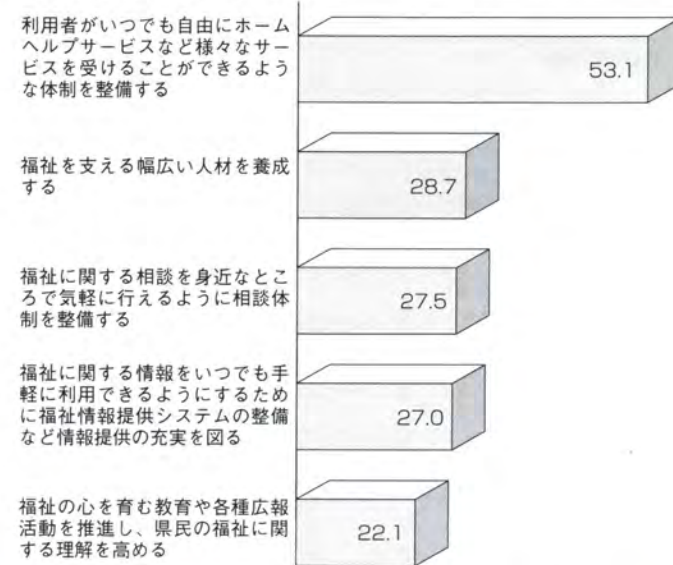 利用者がいつでも自由にホーム
ヘルプサービスなど様々なサー
ビスを受けることができるよう
な体制を整備する
53.1
福祉を支える幅広い人材を養成
する
28.7
福祉に関する相談を身近なとこ
ろで気軽に行えるように相談体
制を整備する
27.5
福祉に関する情報をいつでも手
軽に利用できるようにするため
に福祉情報提供システムの整備
など情報提供の充実を図る
27.0
福祉の心を育む教育や各種広報
活動を推進し、県民の福祉に関
する理解を高める
22.1